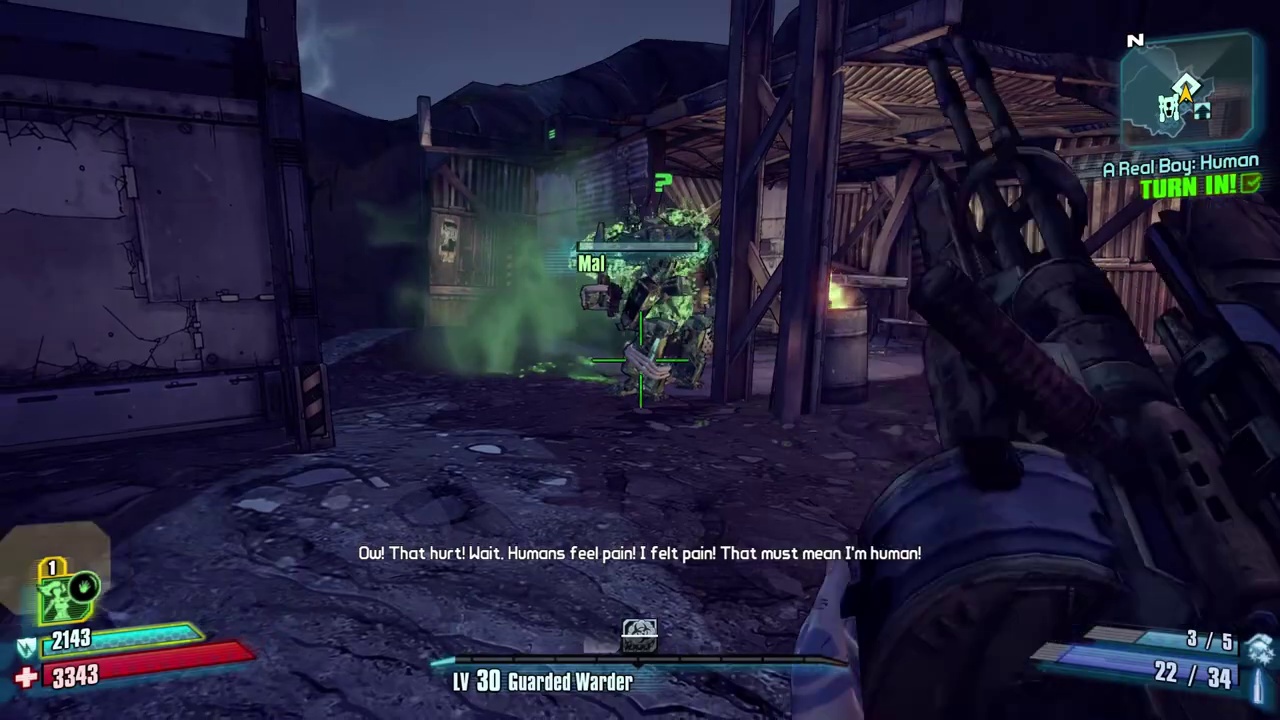 N
A Real Boy: Human
TURN IN!
?
Mal
Ow! That hurt! Wait. Humans feel pain! I felt pain! That must mean I'm human!
1
2143
3343
LV 30 Guarded Warder
3 / 5
22 / 34